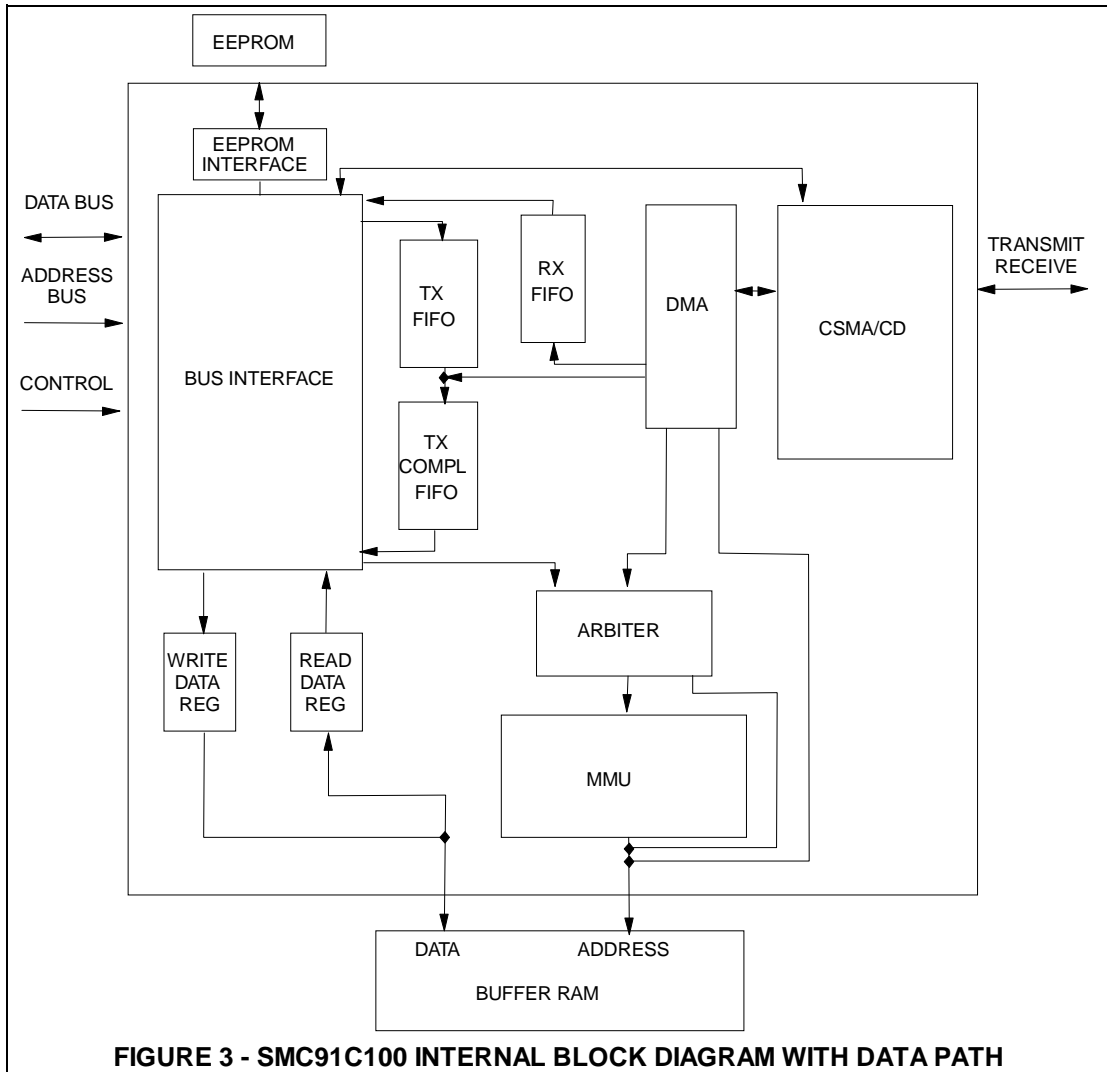 EEPROM
EEPROM
INTERFACE
DATA BUS
ADDRESS
BUS
CONTROL
BUS INTERFACE
TX
FIFO
RX
FIFO
DMA
CSMA/CD
TRANSMIT
RECEIVE
TX
COMPL
FIFO
ARBITER
WRITE
DATA
REG
READ
DATA
REG
MMU
DATA
ADDRESS
BUFFER RAM
FIGURE 3 - SMC91C100 INTERNAL BLOCK DIAGRAM WITH DATA PATH